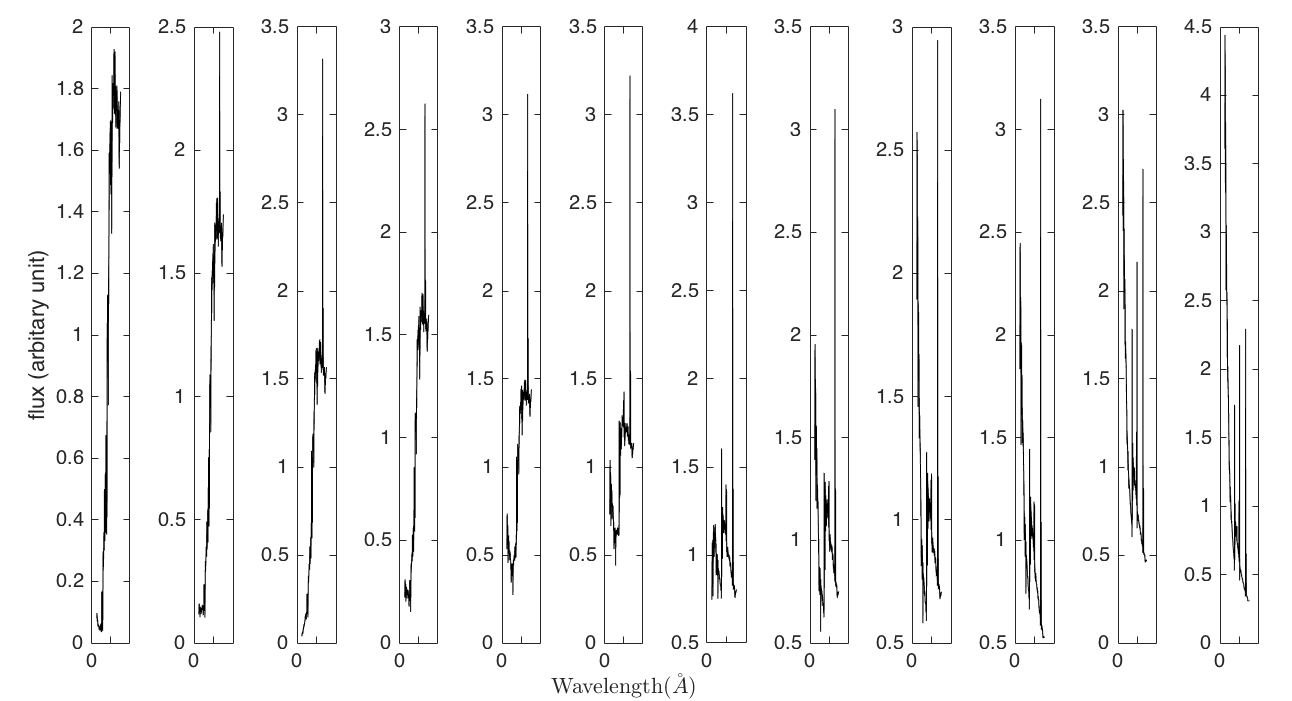 2 2.5 3.5 3 3.5 3.5 4 3.5 3 3.5 3.5 4.5
1.8 2 3 2.5 3 3 3.5 3 2.5 3 3 4
1.6 1.5 2.5 2 2.5 2.5 3 2.5 2 2.5 2.5 3.5
1.4 1 2 1.5 2 2 2.5 2 1.5 2 2 3
1.2 0.5 1.5 1 1.5 1.5 2 1.5 1 1.5 1.5 2.5
1 0 1 0.5 1 1 1.5 1 0.5 1 1 2
0.8 0.5 0 0.5 0.5 1 0.5 0.5 0.5 1.5
0.6 0 0 0.5 0.5 0 1
0.4 0.5
0.2 0
0
flux (arbitary unit)
0 0 0 0 0 0 0 0 0 0 0 0
Wavelength(Å)